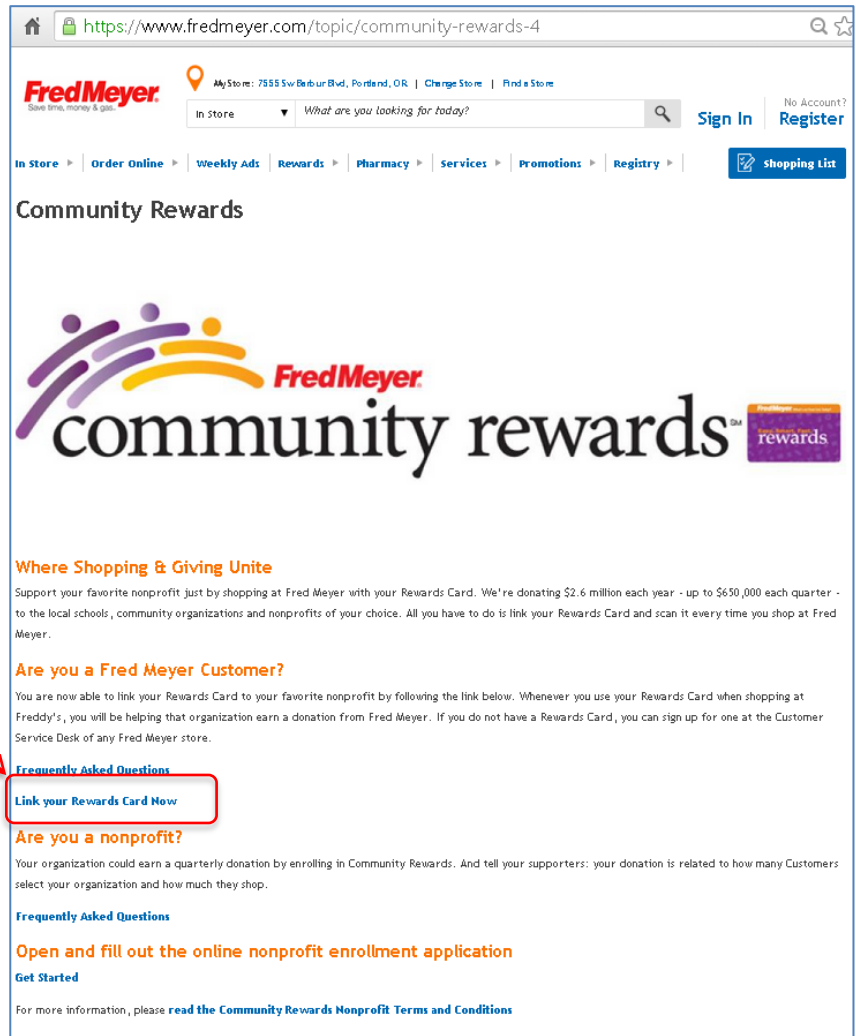 https://www.fredmeyer.com/topic/community-rewards-4
FredMeyer.
Save time, money & gas.
My Store: 7555 Sw Barbur Blvd, Portland, OR | Change Store | Find a Store
In Store ▼ What are you looking for today?
Sign In
No Account?
Register
In Store Order Online Weekly Ads Rewards Pharmacy Services Promotions Registry
Shopping List
Community Rewards
FredMeyer.
community rewards SM
FredMeyer
rewards
Where Shopping & Giving Unite
Support your favorite nonprofit just by shopping at Fred Meyer with your Rewards Card. We're donating $2.6 million each year - up to $650,000 each quarter -
to the local schools, community organizations and nonprofits of your choice. All you have to do is link your Rewards Card and scan it every time you shop at Fred
Meyer.
Are you a Fred Meyer Customer?
You are now able to link your Rewards Card to your favorite nonprofit by following the link below. Whenever you use your Rewards Card when shopping at
Freddy's, you will be helping that organization earn a donation from Fred Meyer. If you do not have a Rewards Card, you can sign up for one at the Customer
Service Desk of any Fred Meyer store.
Frequently Asked Questions
Link your Rewards Card Now
Are you a nonprofit?
Your organization could earn a quarterly donation by enrolling in Community Rewards. And tell your supporters: your donation is related to how many Customers
select your organization and how much they shop.
Frequently Asked Questions
Open and fill out the online nonprofit enrollment application
Get Started
For more information, please read the Community Rewards Nonprofit Terms and Conditions